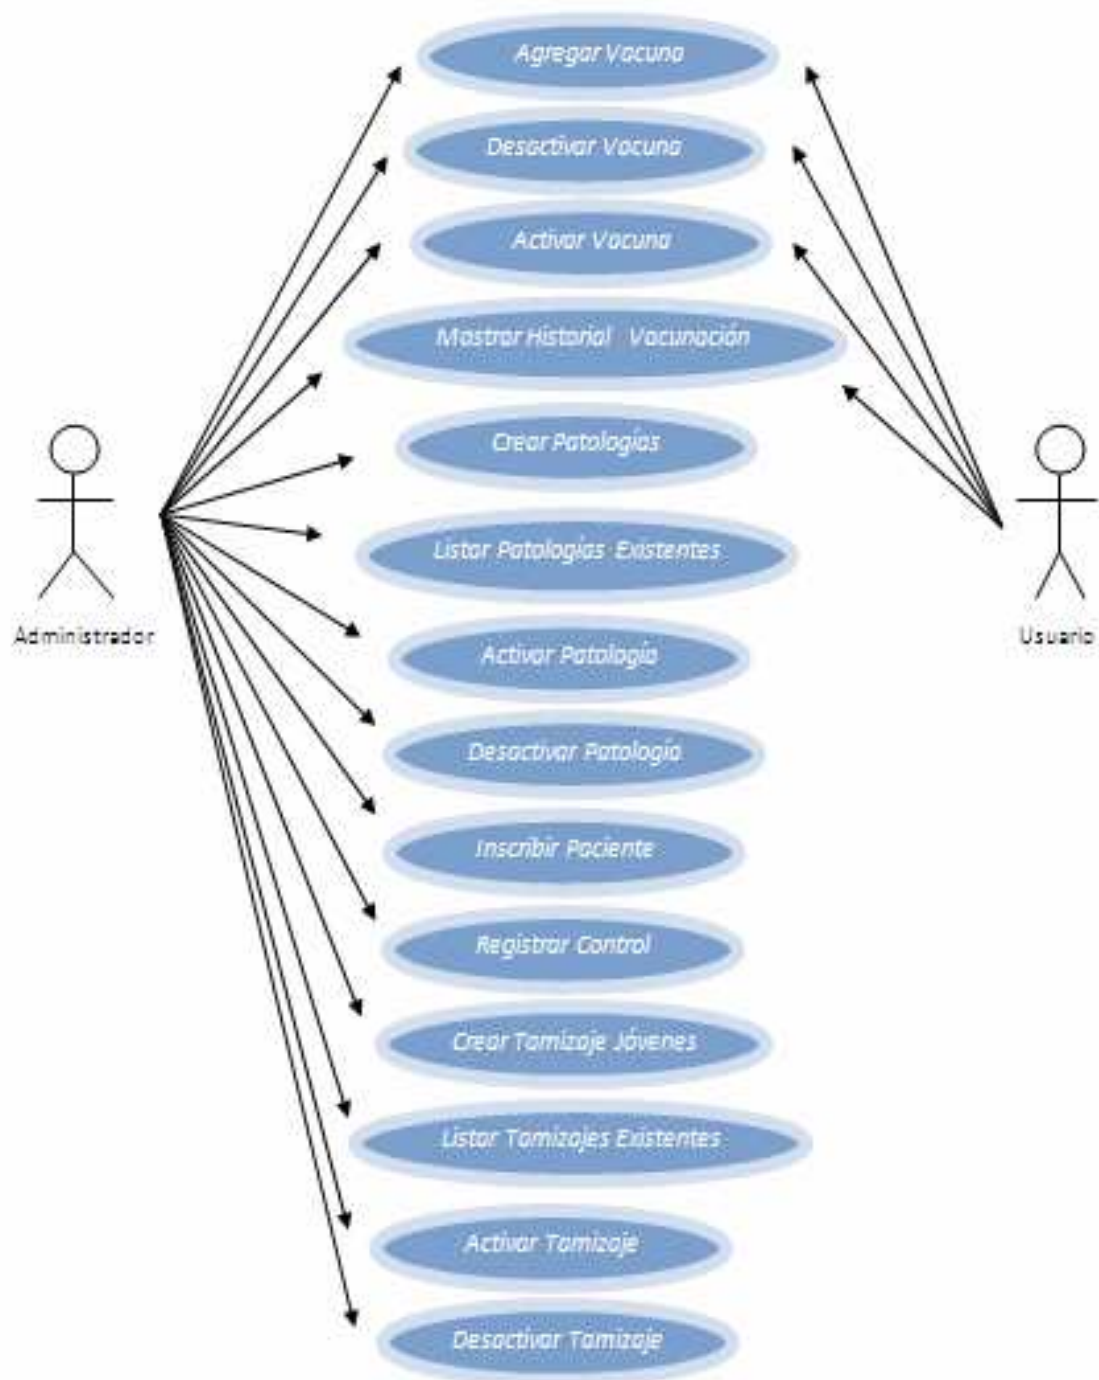 Agregar Vacuna
Desactivar Vacuna
Activar Vacuna
Mostrar Historial Vacunación
Crear Patologías
Listar Patologías Existentes
Administrador
Usuario
Activar Patología
Desactivar Patología
Inscribir Paciente
Registrar Control
Crear Tamizaje Jóvenes
Listar Tamizajes Existentes
Activar Tamizaje
Desactivar Tamizaje